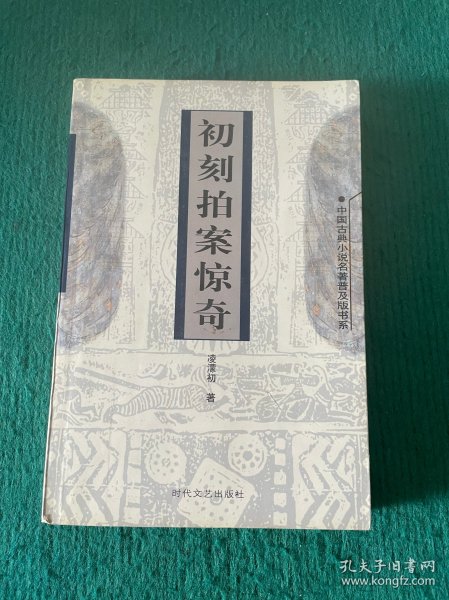 初刻拍案惊奇
●中国古典小说名著普及版书系
凌濛初 著
时代文艺出版社
孔夫子旧书网
www.kongfz.com